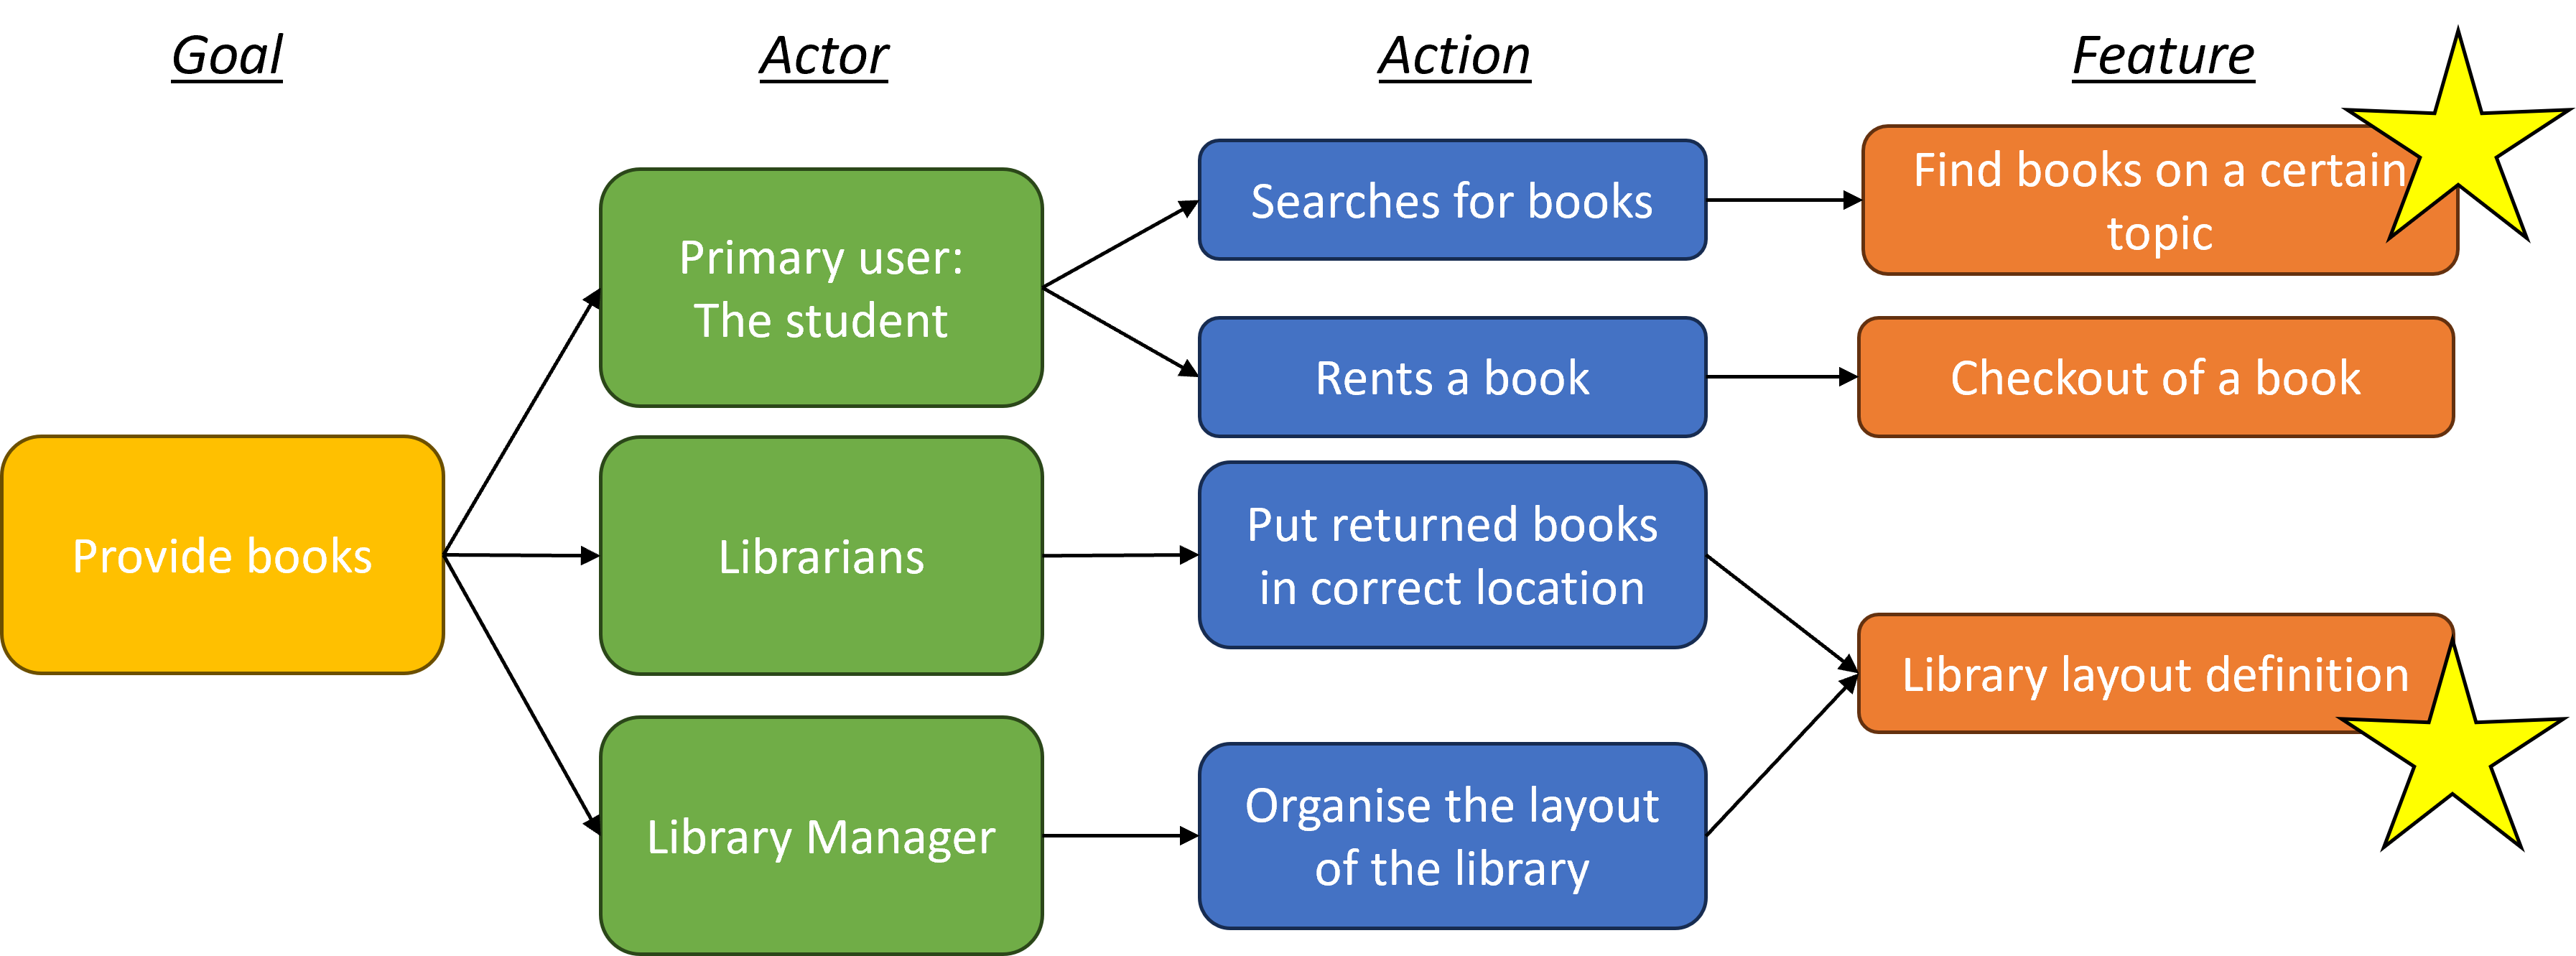 Goal
Actor
Action
Feature
Primary user:
The student
Searches for books
Find books on a certain
topic
Rents a book
Checkout of a book
Provide books
Librarians
Put returned books
in correct location
Library layout definition
Library Manager
Organise the layout
of the library